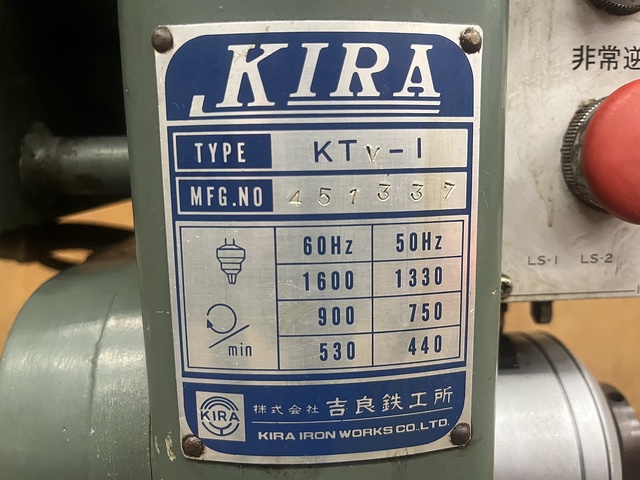 KIRA
TYPE KTV-1
MFG.NO 451337
60Hz 50Hz
1600 1330
900 750
530 440
min
KIRA
株式会社 吉良鉄工所
KIRA IRON WORKS CO.,LTD.
非常逆
LS-1 LS-2